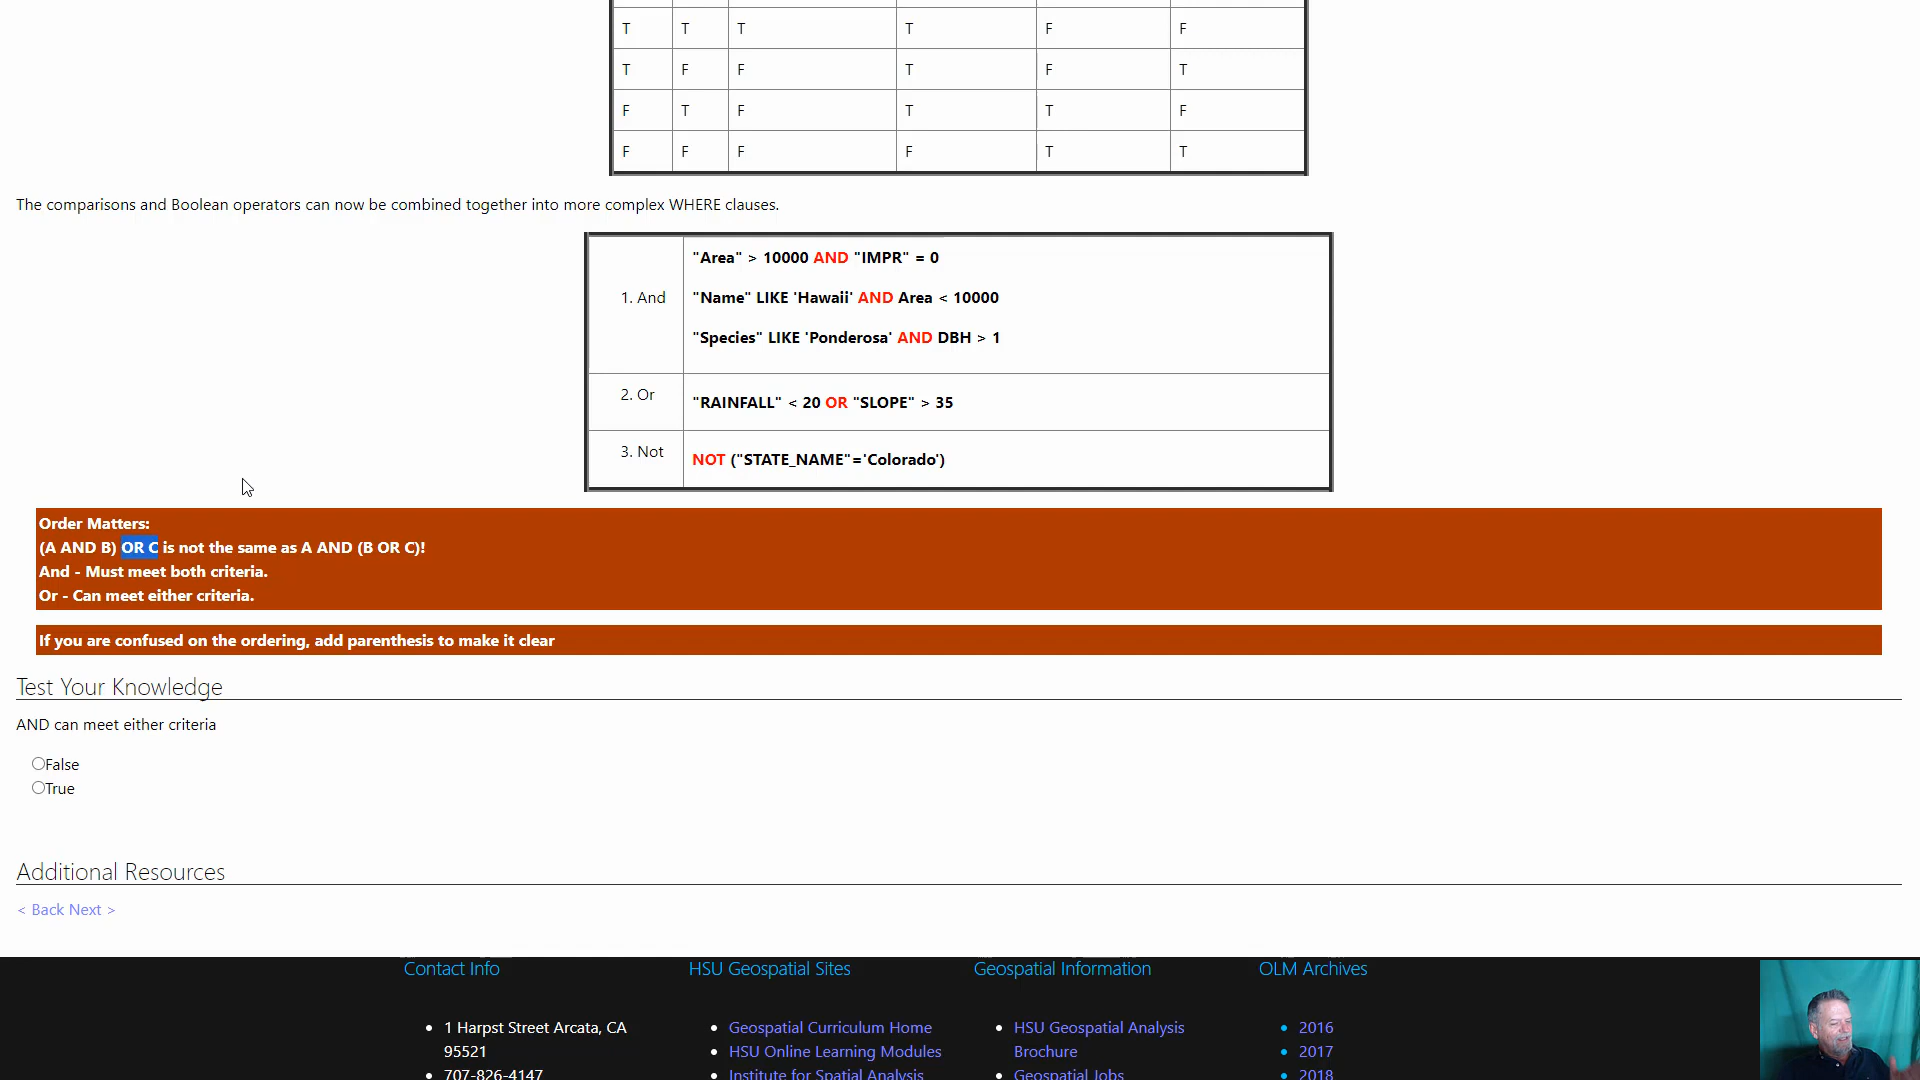 T T T T F F
T F F T F T
F T F T T F
F F F F T T
The comparisons and Boolean operators can now be combined together into more complex WHERE clauses.
1. And
"Area" > 10000 AND "IMPR" = 0
"Name" LIKE 'Hawaii' AND Area < 10000
"Species" LIKE 'Ponderosa' AND DBH > 1
2. Or
"RAINFALL" < 20 OR "SLOPE" > 35
3. Not
NOT ("STATE_NAME"='Colorado')
Order Matters:
(A AND B) OR C is not the same as A AND (B OR C)!
And - Must meet both criteria.
Or - Can meet either criteria.
If you are confused on the ordering, add parenthesis to make it clear
Test Your Knowledge
AND can meet either criteria
False
True
Additional Resources
< Back Next >
Contact Info
1 Harpst Street Arcata, CA
95521
707-826-4147
HSU Geospatial Sites
Geospatial Curriculum Home
HSU Online Learning Modules
Institute for Spatial Analysis
Geospatial Information
HSU Geospatial Analysis
Brochure
Geospatial Jobs
OLM Archives
2016
2017
2018